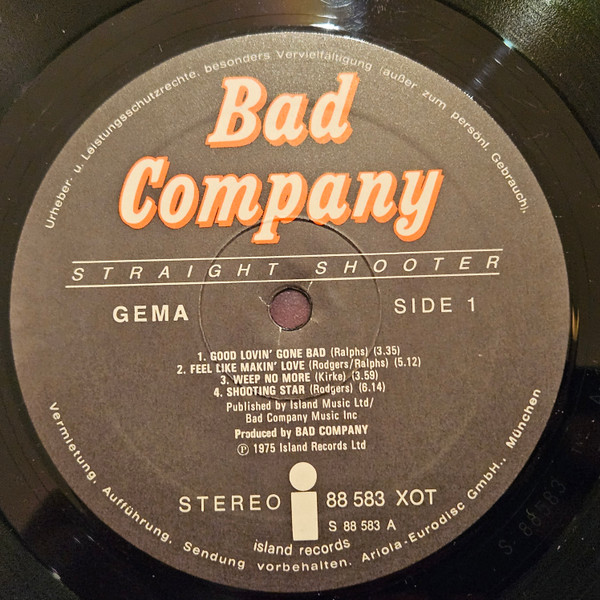 Urheber- u. Leistungsschutzrechte, besonders Vervielfältigung (außer zum persönl. Gebrauch),
Bad
Company
STRAIGHT SHOOTER
GEMA
SIDE 1
1. GOOD LOVIN' GONE BAD (Ralphs) (3.35)
2. FEEL LIKE MAKIN' LOVE (Rodgers/Ralphs) (5.12)
3. WEEP NO MORE (Kirke) (3.59)
4. SHOOTING STAR (Rodgers) (6.14)
Published by Island Music Ltd/
Bad Company Music Inc
Produced by BAD COMPANY
℗ 1975 Island Records Ltd
STEREO i 88 583 XOT
S 88 583 A
island records
Vermietung, Aufführung, Sendung vorbehalten. Ariola-Eurodisc GmbH., München
S 88583